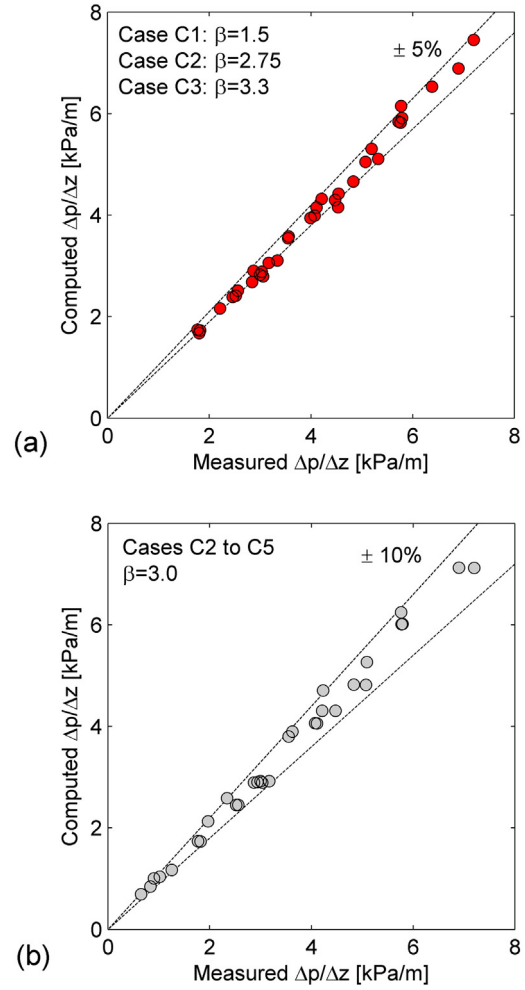 8
Case C1: β=1.5
± 5%
Case C2: β=2.75
Case C3: β=3.3
6
4
2
0
Computed Δp/Δz [kPa/m]
0 2 4 6 8
(a)
Measured Δp/Δz [kPa/m]
8
Cases C2 to C5
± 10%
β=3.0
6
4
2
0
Computed Δp/Δz [kPa/m]
0 2 4 6 8
(b)
Measured Δp/Δz [kPa/m]